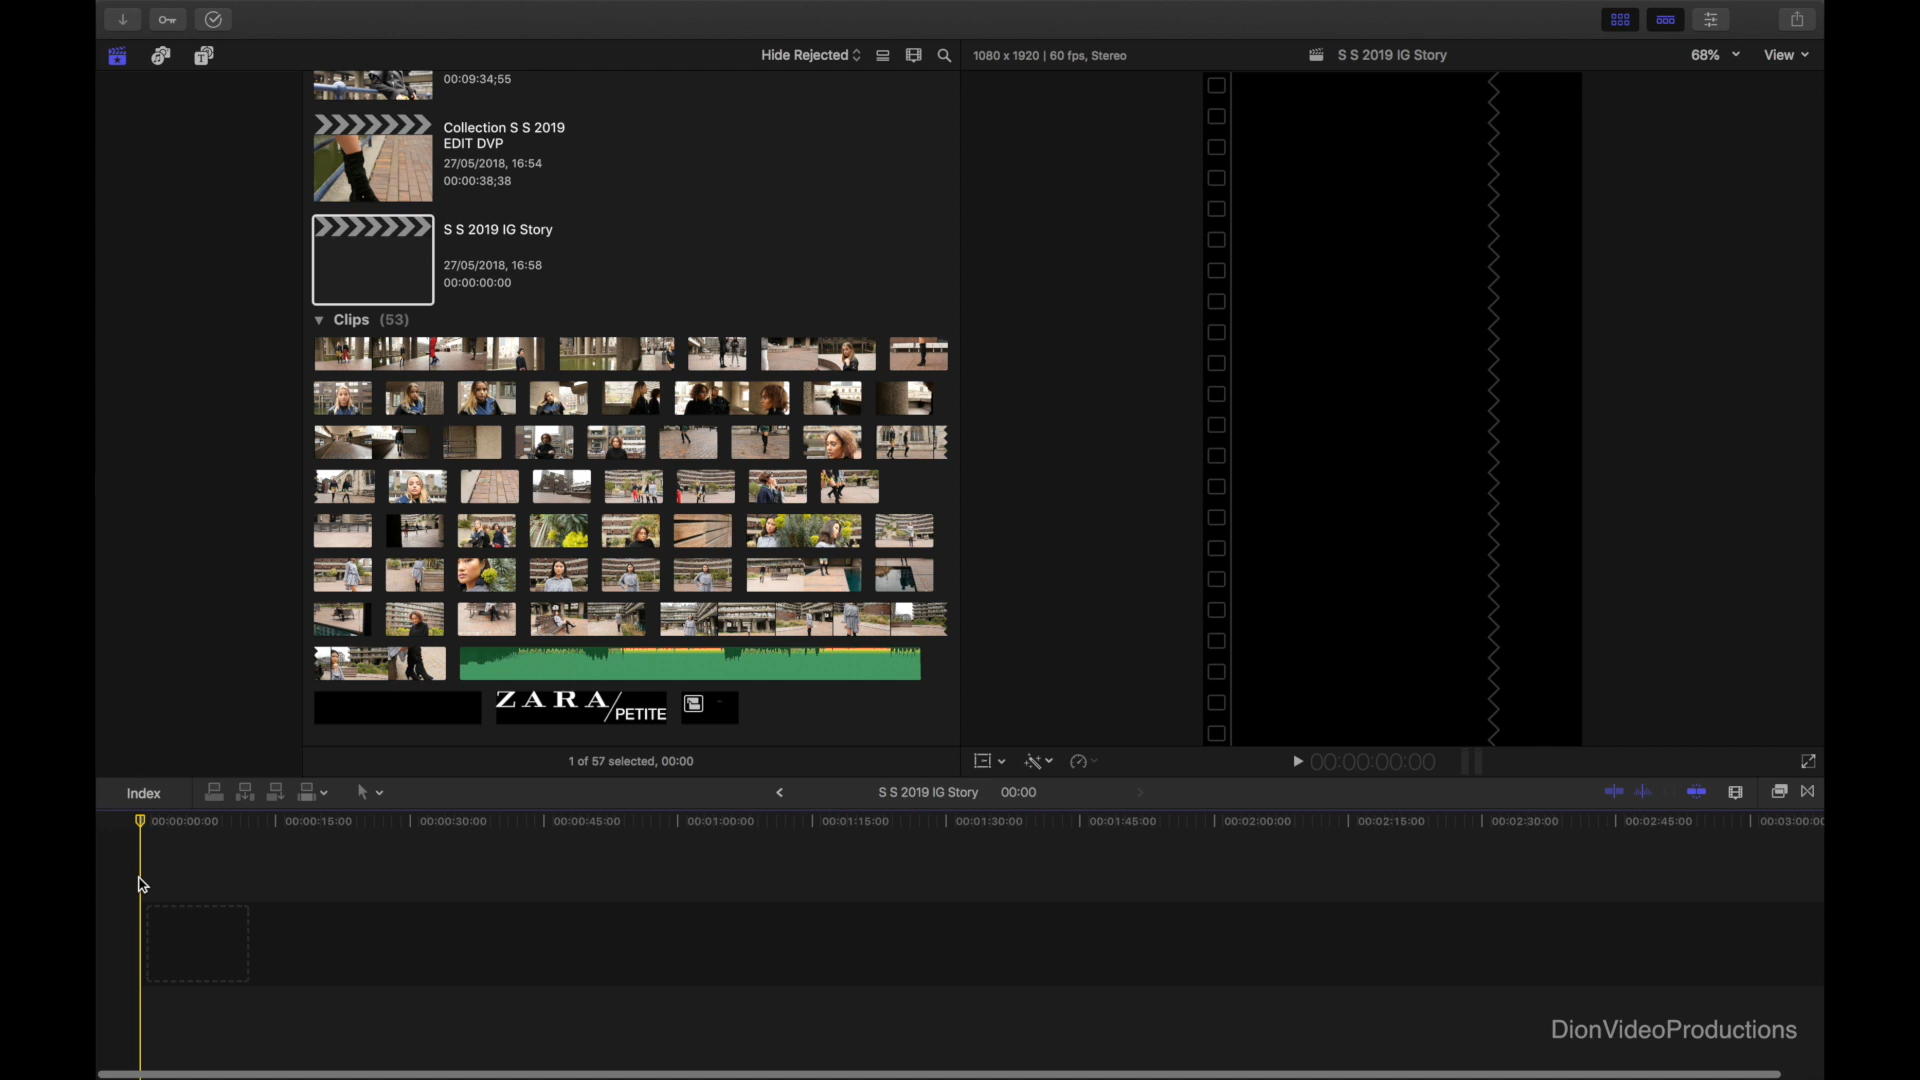 Hide Rejected
1080 x 1920 | 60 fps, Stereo
S S 2019 IG Story
68%
View
00:09:34;55
Collection S S 2019
EDIT DVP
27/05/2018, 16:54
00:00:38;38
S S 2019 IG Story
27/05/2018, 16:58
00:00:00:00
Clips (53)
ZARA/PETITE
1 of 57 selected, 00:00
00:00:00:00
Index
S S 2019 IG Story 00:00
00:00:00:00
00:00:15:00
00:00:30:00
00:00:45:00
00:01:00:00
00:01:15:00
00:01:30:00
00:01:45:00
00:02:00:00
00:02:15:00
00:02:30:00
00:02:45:00
00:03:00:00
DionVideoProductions